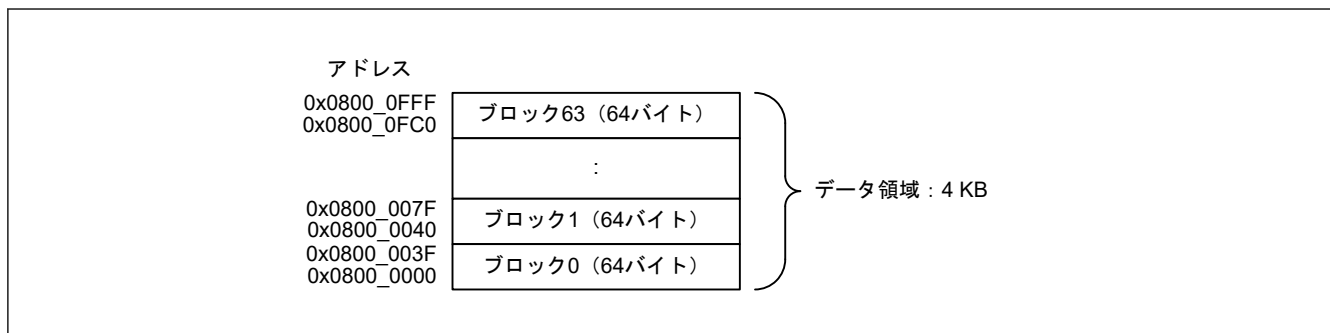 アドレス
0x0800_0FFF
0x0800_0FC0
ブロック63（64バイト）
:
データ領域：4 KB
0x0800_007F
0x0800_0040
ブロック1（64バイト）
0x0800_003F
0x0800_0000
ブロック0（64バイト）